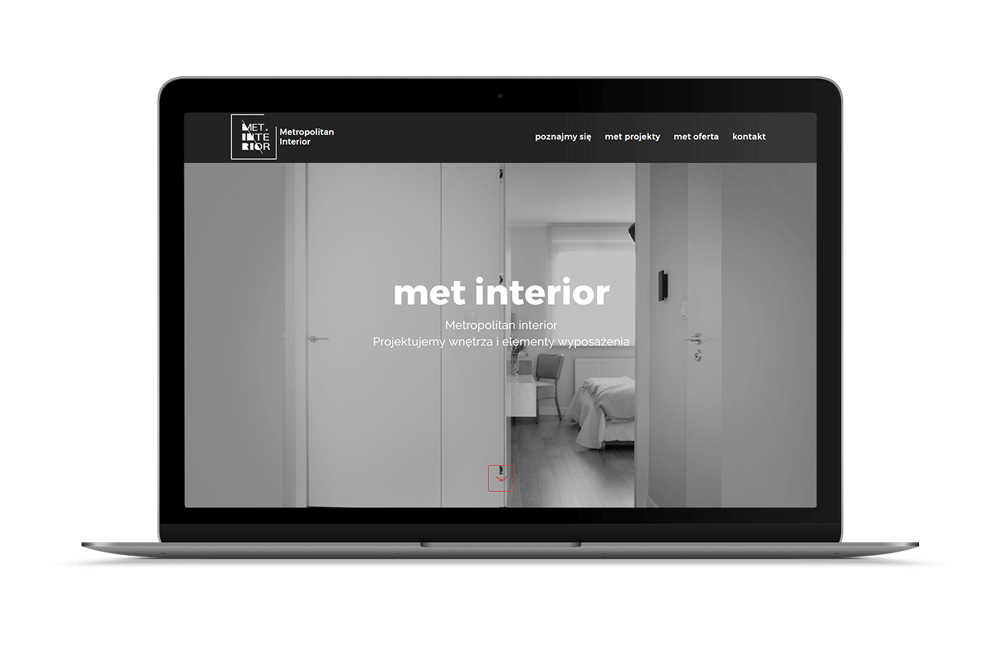 MET.
INTE
RIOR
Metropolitan
Interior
poznajmy się met projekty met oferta kontakt
met interior
Metropolitan interior
Projektujemy wnętrza i elementy wyposażenia